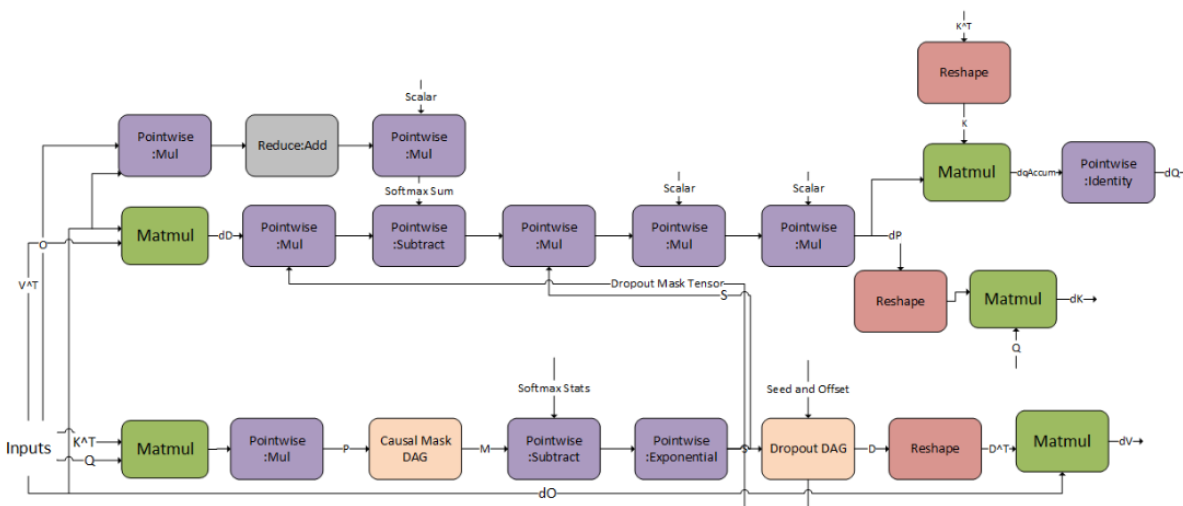 K^T
Reshape
K
Scalar
Pointwise
:Mul
Reduce:Add
Pointwise
:Mul
Matmul
dqAccum
Pointwise
:Identity
dQ
Softmax Sum
Scalar
Scalar
O
Matmul
dD
Pointwise
:Mul
Pointwise
:Subtract
Pointwise
:Mul
Pointwise
:Mul
Pointwise
:Mul
dP
V^T
Dropout Mask Tensor
S
Reshape
Matmul
dK
Q
Softmax Stats
Seed and Offset
Inputs
K^T
Q
Matmul
Pointwise
:Mul
P
Causal Mask
DAG
M
Pointwise
:Subtract
Pointwise
:Exponential
S
Dropout DAG
D
Reshape
D^T
Matmul
dV
dO